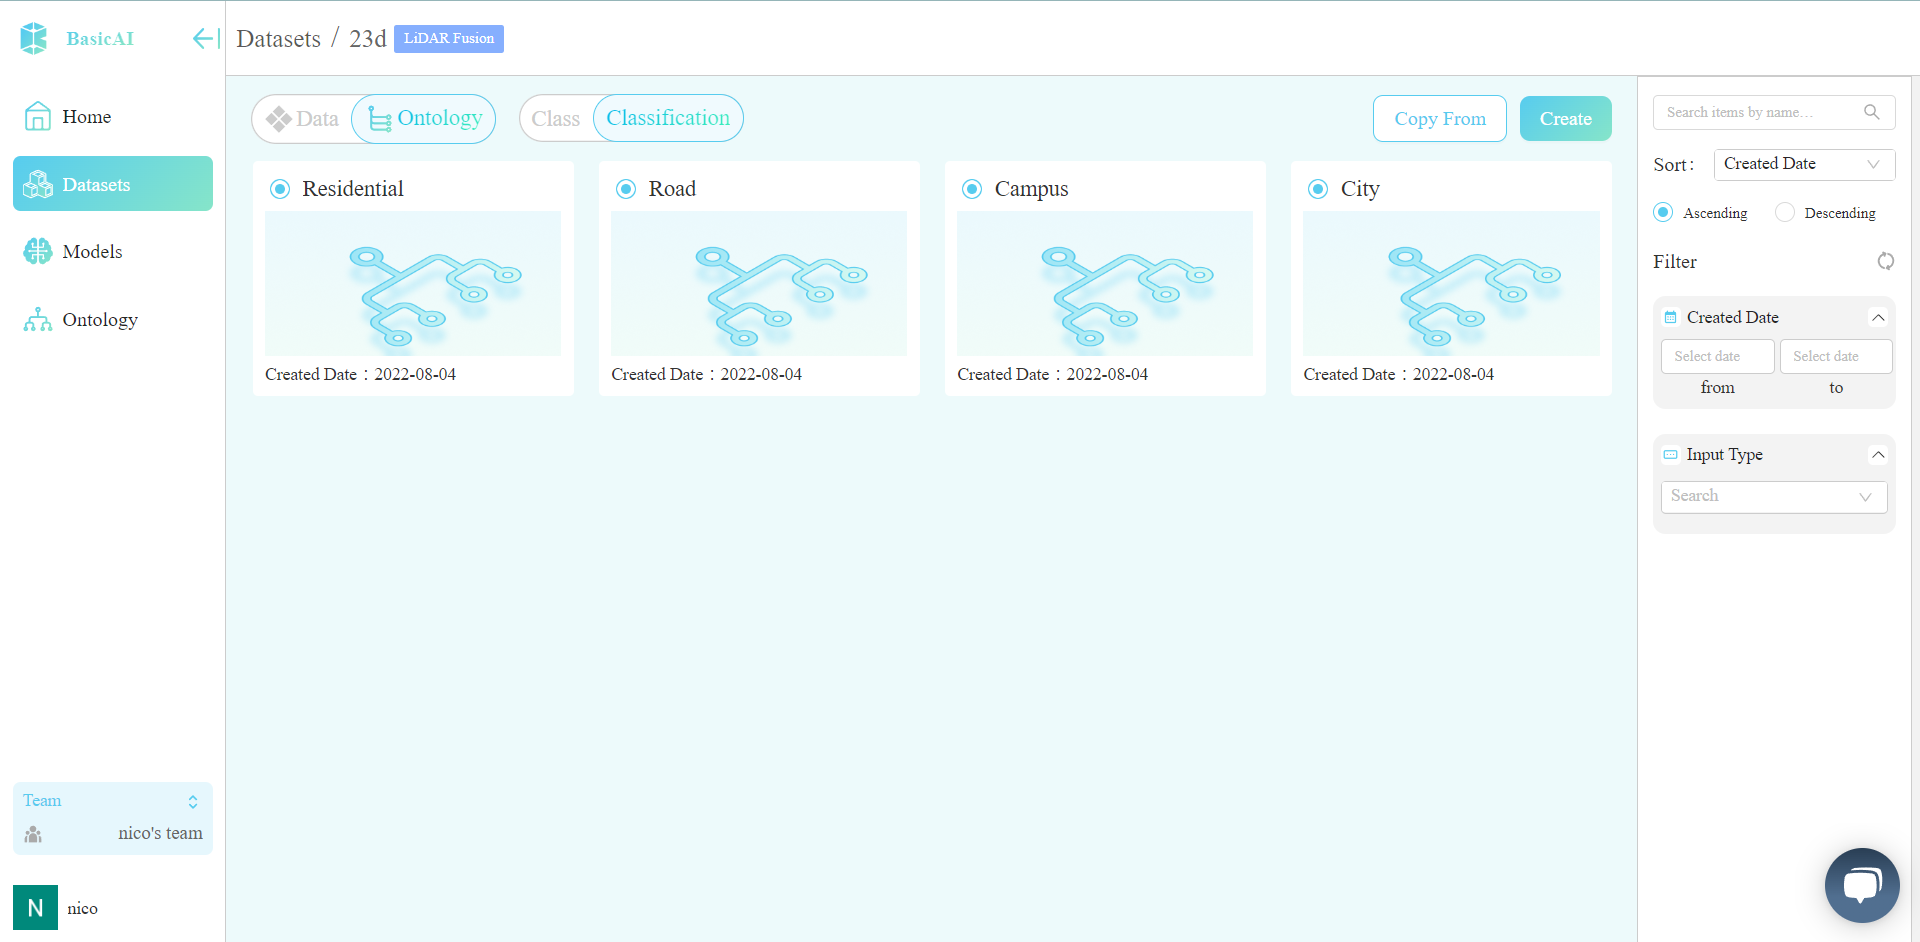 BasicAI
Datasets / 23d LiDAR Fusion
Home
Datasets
Models
Ontology
Team
nico's team
N nico
Data Ontology Class Classification
Copy From Create
Residential
Created Date：2022-08-04
Road
Created Date：2022-08-04
Campus
Created Date：2022-08-04
City
Created Date：2022-08-04
Search items by name...
Sort: Created Date
Ascending Descending
Filter
Created Date
Select date Select date
from to
Input Type
Search